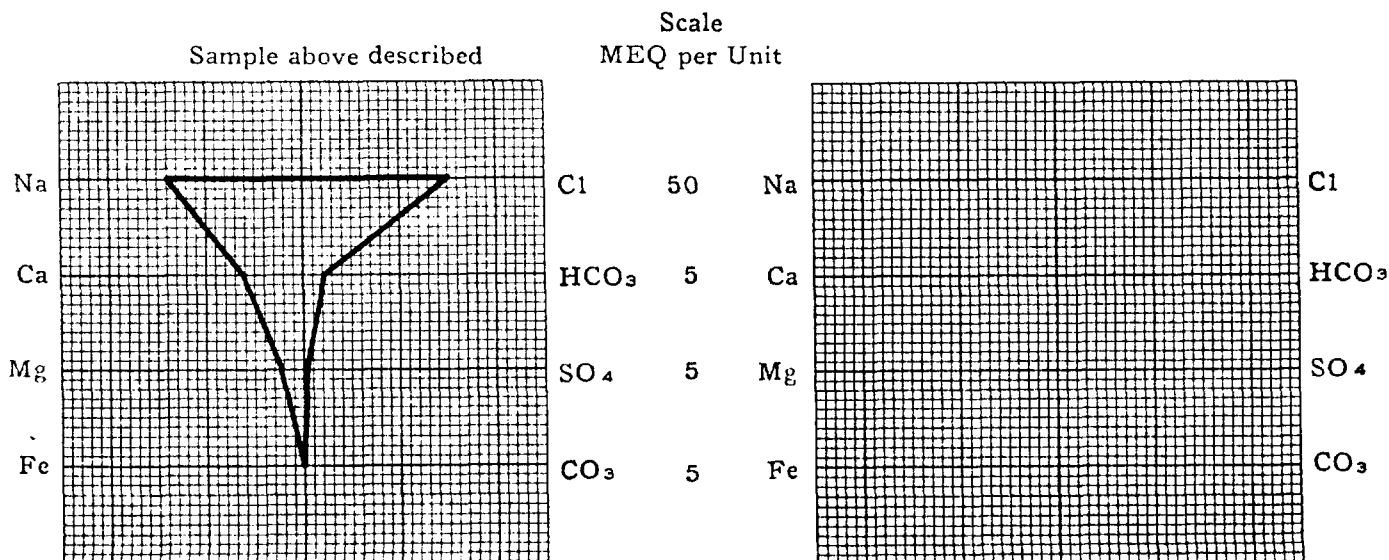 Scale
Sample above described MEQ per Unit
Na Cl 50 Na Cl
Ca HCO₃ 5 Ca HCO₃
Mg SO₄ 5 Mg SO₄
Fe CO₃ 5 Fe CO₃